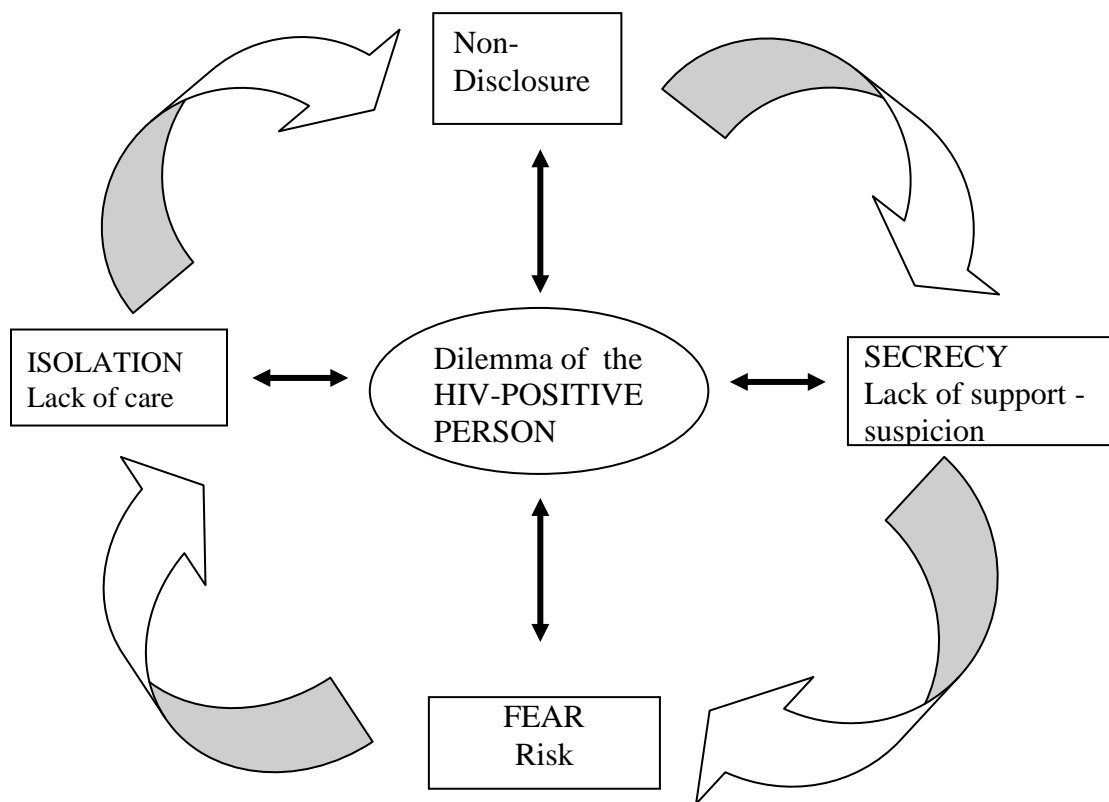 Non-
Disclosure
ISOLATION
Lack of care
Dilemma of the
HIV-POSITIVE
PERSON
SECRECY
Lack of support -
suspicion
FEAR
Risk